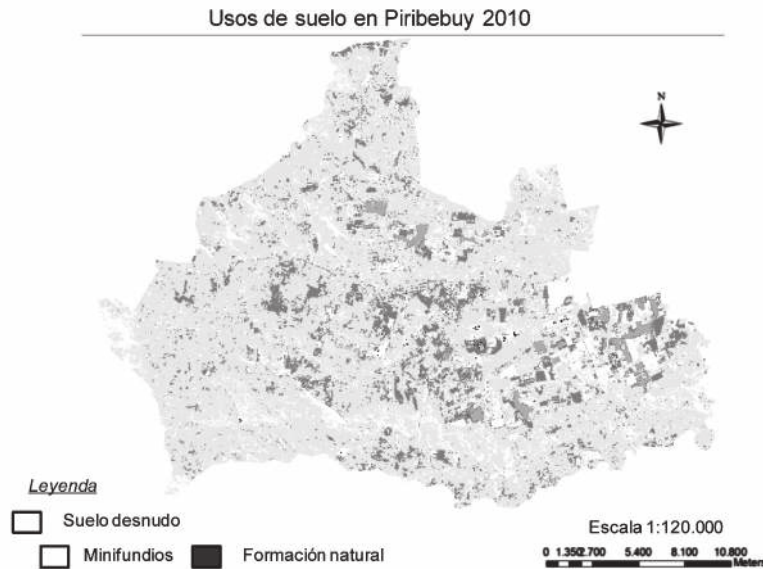 Usos de suelo en Piribebuy 2010
N
Leyenda
Suelo desnudo
Minifundios
Formación natural
Escala 1:120.000
0 1.350 2.700 5.400 8.100 10.800
Meters